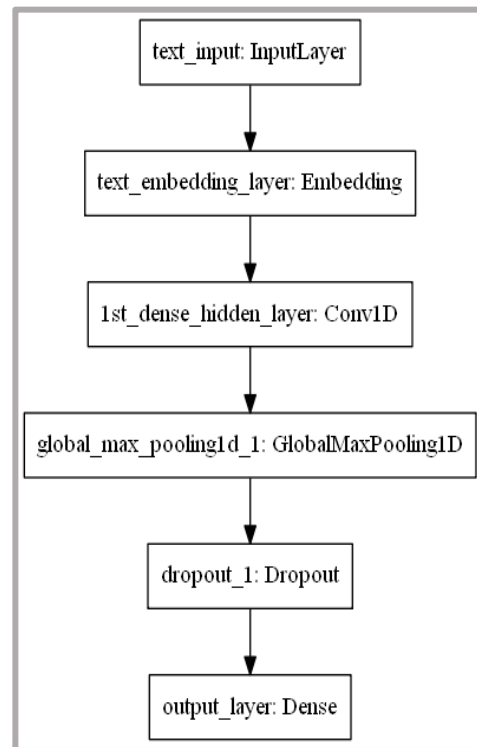 text_input: InputLayer
text_embedding_layer: Embedding
1st_dense_hidden_layer: Conv1D
global_max_pooling1d_1: GlobalMaxPooling1D
dropout_1: Dropout
output_layer: Dense